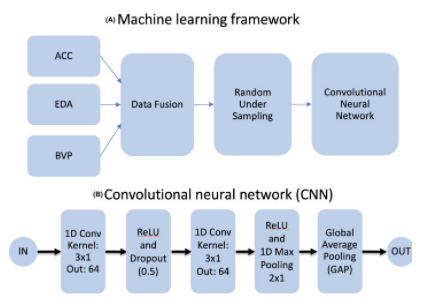 (A) Machine learning framework
ACC
EDA
BVP
Data Fusion
Random
Under
Sampling
Convolutional
Neural
Network
(B) Convolutional neural network (CNN)
IN
1D Conv
Kernel:
3x1
Out: 64
ReLU
and
Dropout
(0.5)
1D Conv
Kernel:
3x1
Out: 64
ReLU
and
1D Max
Pooling
2x1
Global
Average
Pooling
(GAP)
OUT